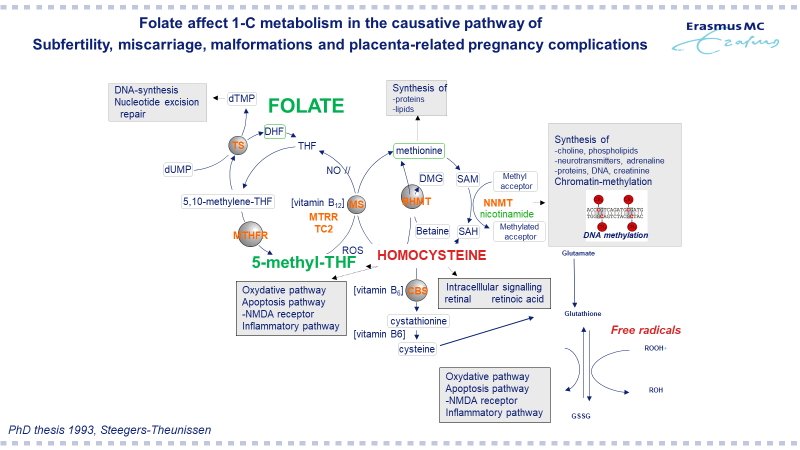 Folate affect 1-C metabolism in the causative pathway of
Subfertility, miscarriage, malformations and placenta-related pregnancy complications
Erasmus MC
Erasmus
DNA-synthesis
Nucleotide excision
repair
dTMP
FOLATE
DHF
TS
THF
dUMP
5,10-methylene-THF
MTHFR
5-methyl-THF
NO //
[vitamin B12]
MS
MTRR
TC2
ROS
Synthesis of
-proteins
-lipids
methionine
DMG
BHMT
Betaine
SAM
SAH
HOMOCYSTEINE
Methyl
acceptor
NNMT
nicotinamide
Methylated
acceptor
Synthesis of
-choline, phospholipids
-neurotransmitters, adrenaline
-proteins, DNA, creatinine
Chromatin-methylation
DNA methylation
Oxydative pathway
Apoptosis pathway
-NMDA receptor
Inflammatory pathway
[vitamin B6]
CBS
cystathionine
[vitamin B6]
cysteine
Intracelllular signalling
retinal retinoic acid
Glutamate
Glutathione
Free radicals
ROOH·
ROH
GSSG
Oxydative pathway
Apoptosis pathway
-NMDA receptor
Inflammatory pathway
PhD thesis 1993, Steegers-Theunissen